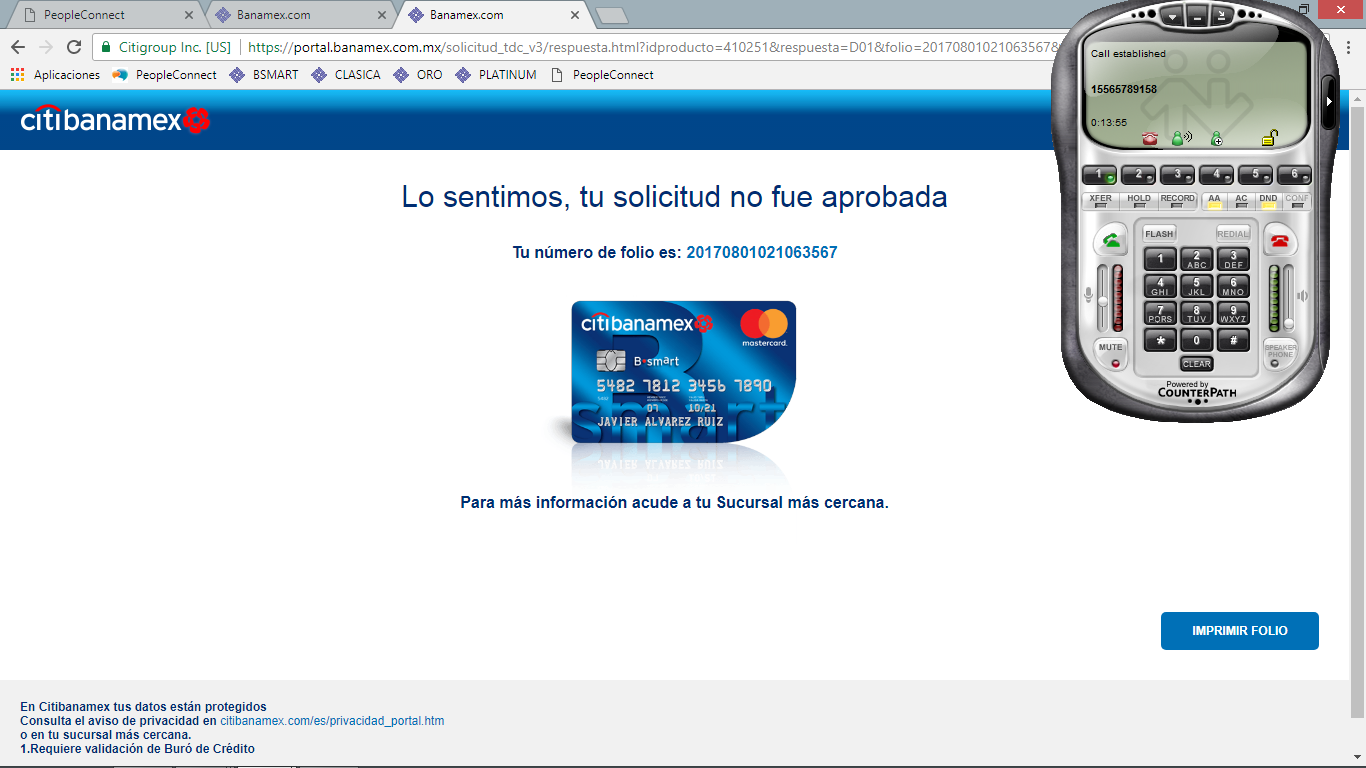 PeopleConnect
Banamex.com
Banamex.com
Citigroup Inc. [US]
https://portal.banamex.com.mx/solicitud_tdc_v3/respuesta.html?idproducto=410251&respuesta=D01&folio=20170801021063567&
Aplicaciones
PeopleConnect
BSMART
CLASICA
ORO
PLATINUM
PeopleConnect
citibanamex
Lo sentimos, tu solicitud no fue aprobada
Tu número de folio es: 20170801021063567
citibanamex
mastercard.
B•smart
5482 7812 3456 7890
07 10/21
JAVIER ALVAREZ RUIZ
Para más información acude a tu Sucursal más cercana.
IMPRIMIR FOLIO
En Citibanamex tus datos están protegidos
Consulta el aviso de privacidad en citibanamex.com/es/privacidad_portal.htm
o en tu sucursal más cercana.
1.Requiere validación de Buró de Crédito
Call established
15565789158
0:13:55
1 2 3 4 5 6
XFER HOLD RECORD AA AC DND CONF
FLASH REDIAL
1 2 ABC 3 DEF
4 GHI 5 JKL 6 MNO
7 PQRS 8 TUV 9 WXYZ
* 0 #
MUTE
SPEAKER PHONE
CLEAR
Powered by
COUNTERPATH